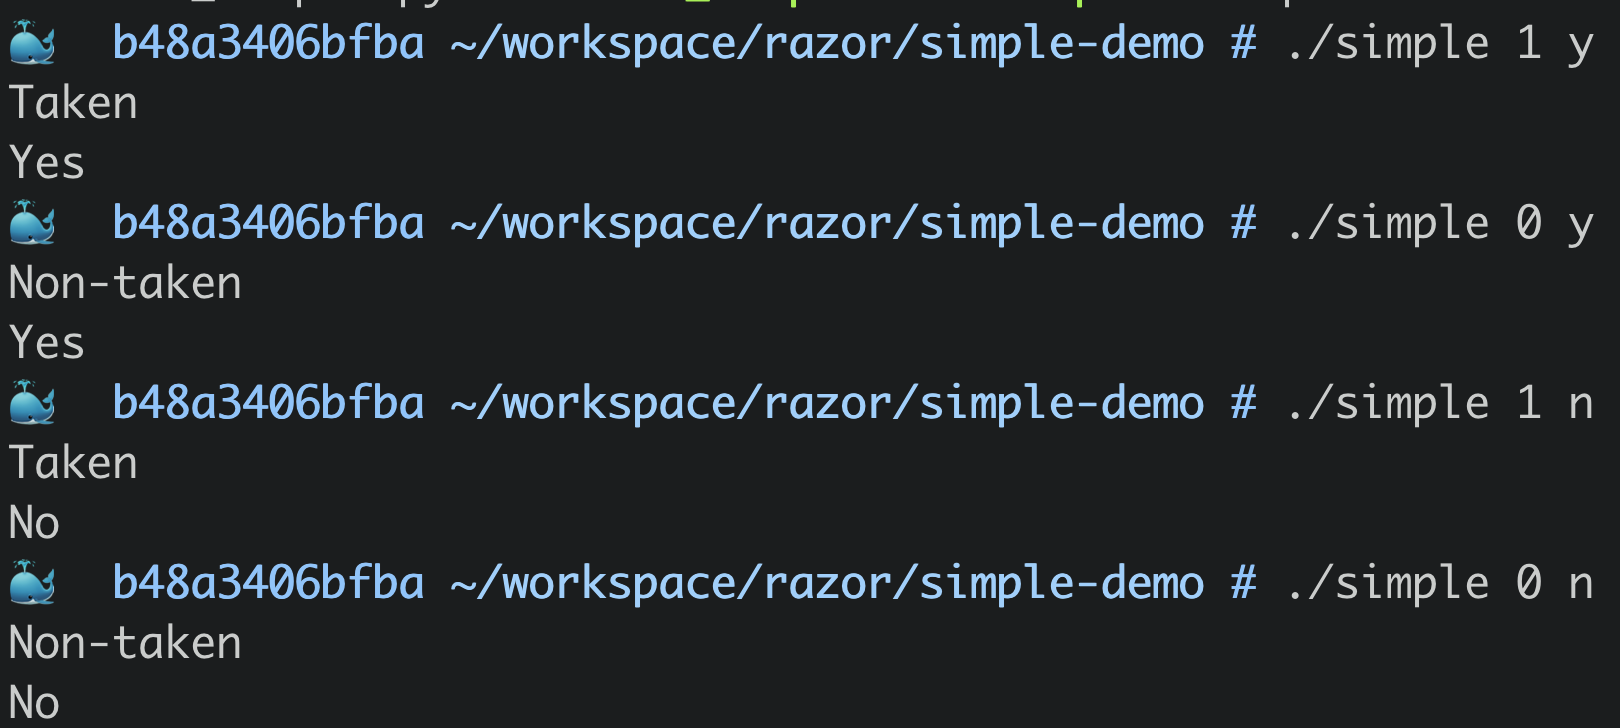 b48a3406bfba ~/workspace/razor/simple-demo # ./simple 1 y
Taken
Yes
b48a3406bfba ~/workspace/razor/simple-demo # ./simple 0 y
Non-taken
Yes
b48a3406bfba ~/workspace/razor/simple-demo # ./simple 1 n
Taken
No
b48a3406bfba ~/workspace/razor/simple-demo # ./simple 0 n
Non-taken
No